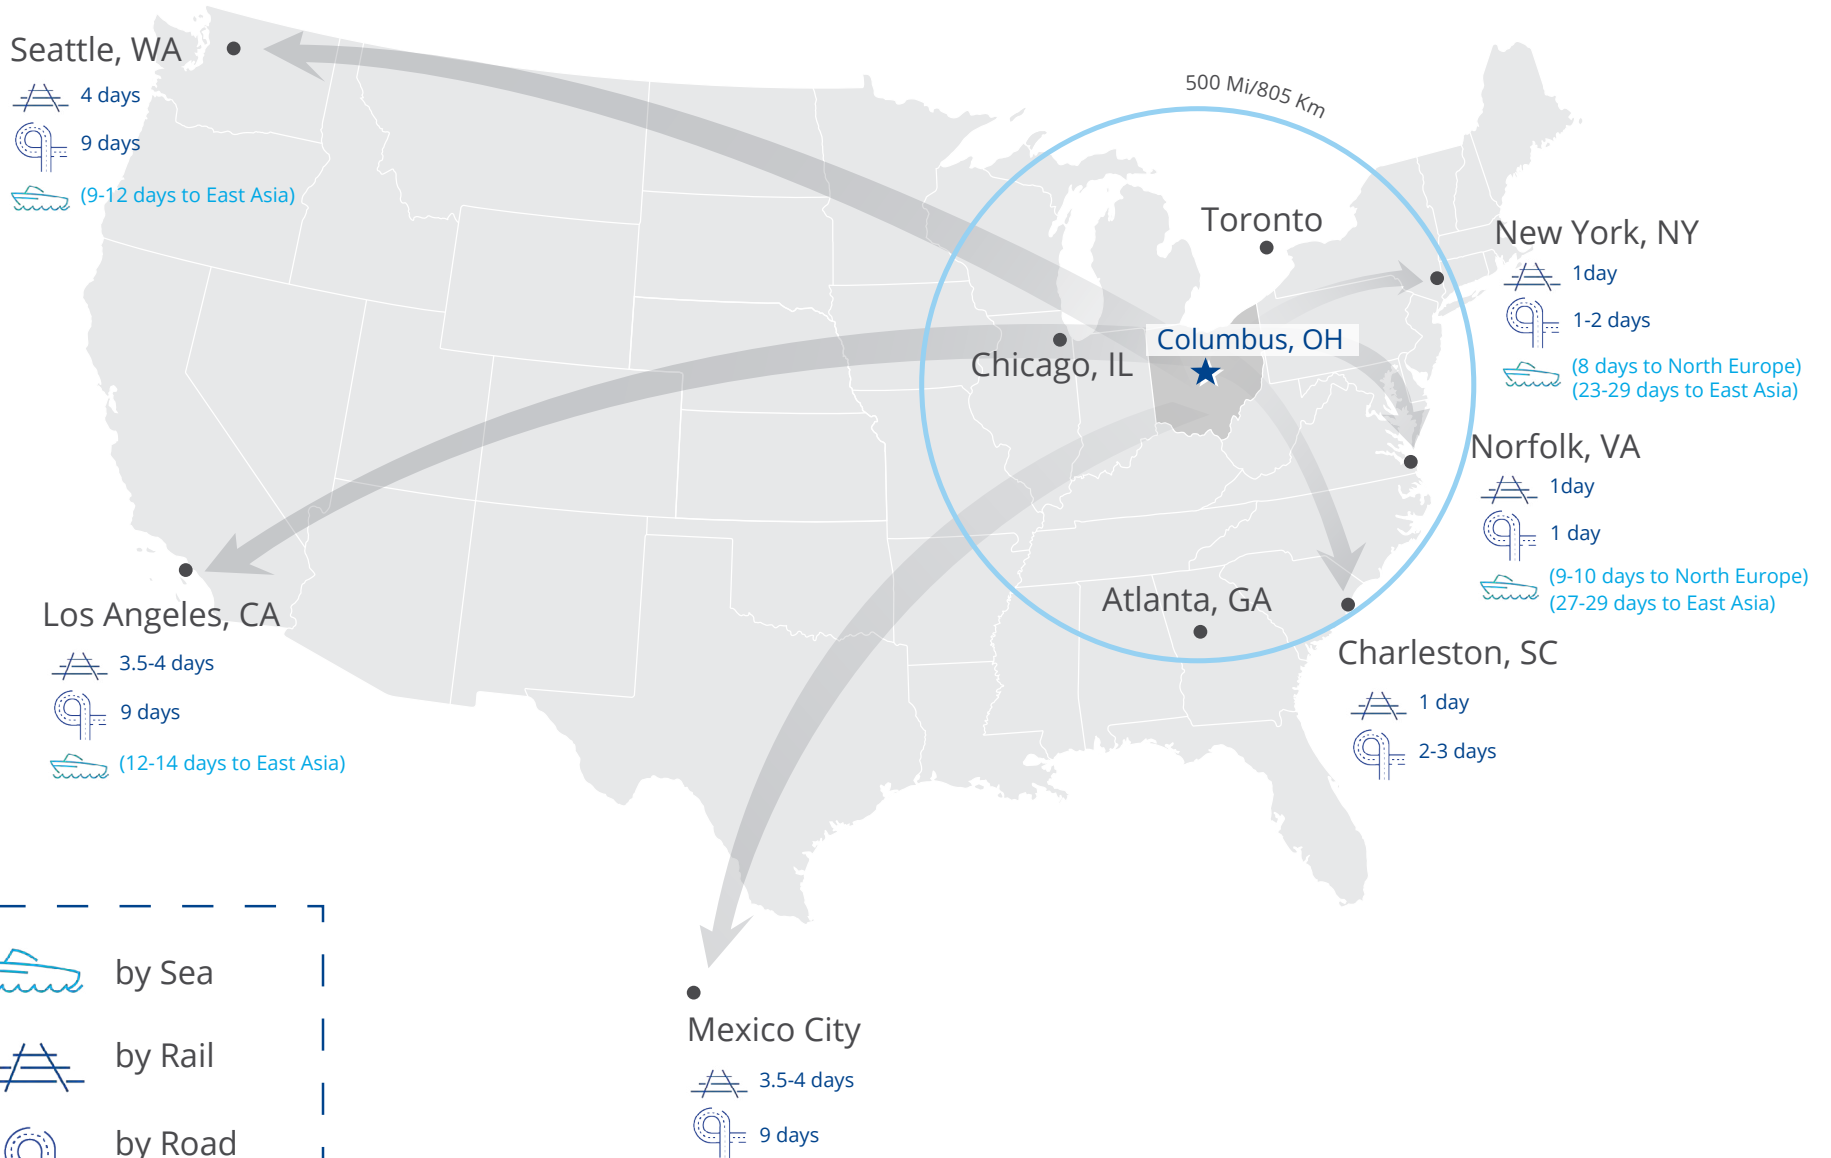 Seattle, WA
4 days
9 days
(9-12 days to East Asia)
500 Mi/805 Km
Toronto
New York, NY
1day
1-2 days
(8 days to North Europe)
(23-29 days to East Asia)
Columbus, OH
Chicago, IL
Norfolk, VA
1day
1 day
(9-10 days to North Europe)
(27-29 days to East Asia)
Atlanta, GA
Los Angeles, CA
3.5-4 days
9 days
(12-14 days to East Asia)
Charleston, SC
1 day
2-3 days
by Sea
by Rail
by Road
Mexico City
3.5-4 days
9 days